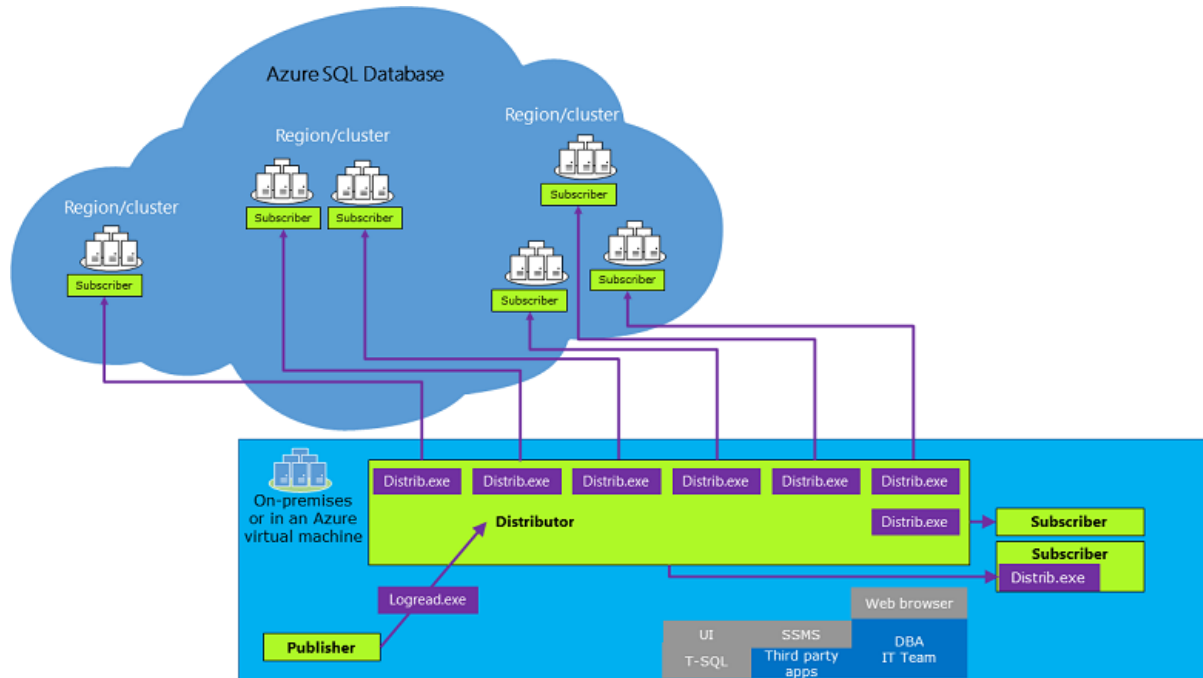 Azure SQL Database
Region/cluster
Region/cluster
Region/cluster
Subscriber
Subscriber
Subscriber
Subscriber
Subscriber
Subscriber
On-premises
or in an Azure
virtual machine
Distrib.exe
Distrib.exe
Distrib.exe
Distrib.exe
Distrib.exe
Distrib.exe
Distributor
Distrib.exe
Subscriber
Subscriber
Distrib.exe
Logread.exe
Publisher
Web browser
UI
SSMS
DBA
IT Team
T-SQL
Third party
apps